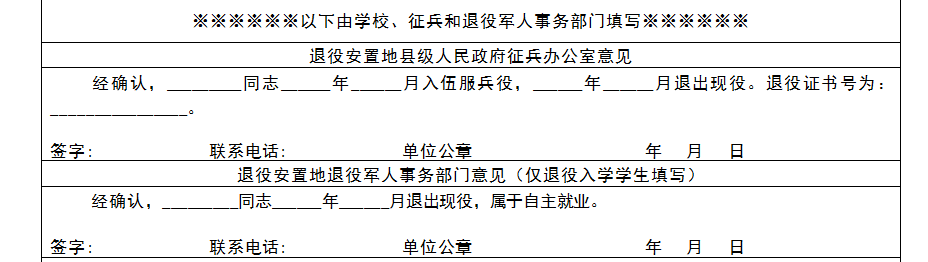 ※※※※※※以下由学校、征兵和退役军人事务部门填写※※※※※※
退役安置地县级人民政府征兵办公室意见
经确认，_________同志______年______月入伍服兵役，______年______月退出现役。退役证书号为：
________________。
签字： 联系电话： 单位公章 年 月 日
退役安置地退役军人事务部门意见（仅退役入学学生填写）
经确认，_________同志______年______月退出现役，属于自主就业。
签字： 联系电话： 单位公章 年 月 日